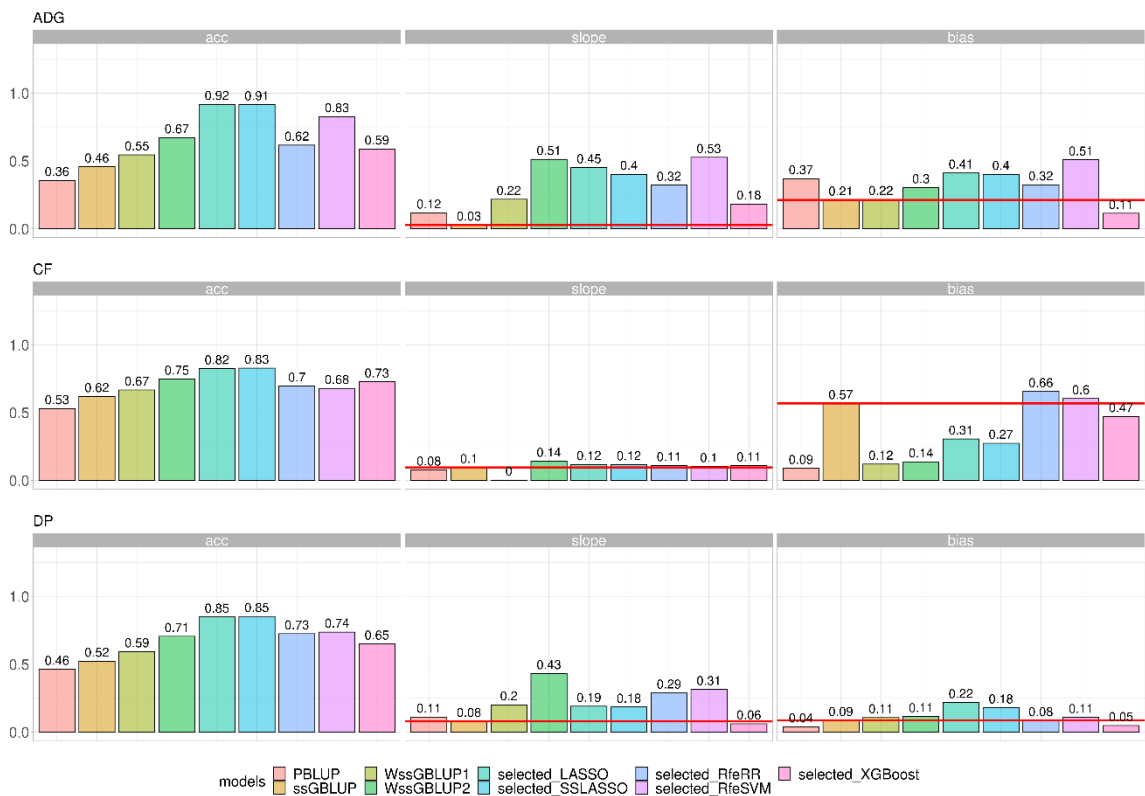 ADG
acc slope bias
1.0
0.5
0.0
0.36 0.46 0.55 0.67 0.92 0.91 0.62 0.83 0.59
0.12 0.03 0.22 0.51 0.45 0.4 0.32 0.53 0.18
0.37 0.21 0.22 0.3 0.41 0.4 0.32 0.51 0.11
CF
acc slope bias
1.0
0.5
0.0
0.53 0.62 0.67 0.75 0.82 0.83 0.7 0.68 0.73
0.08 0.1 0 0.14 0.12 0.12 0.11 0.1 0.11
0.09 0.57 0.12 0.14 0.31 0.27 0.66 0.6 0.47
DP
acc slope bias
1.0
0.5
0.0
0.46 0.52 0.59 0.71 0.85 0.85 0.73 0.74 0.65
0.11 0.08 0.2 0.43 0.19 0.18 0.29 0.31 0.06
0.04 0.09 0.11 0.11 0.22 0.18 0.08 0.11 0.05
models PBLUP WssGBLUP1 selected_LASSO selected_RfeRR selected_XGBoost
ssGBLUP WssGBLUP2 selected_SSLASSO selected_RfeSVM